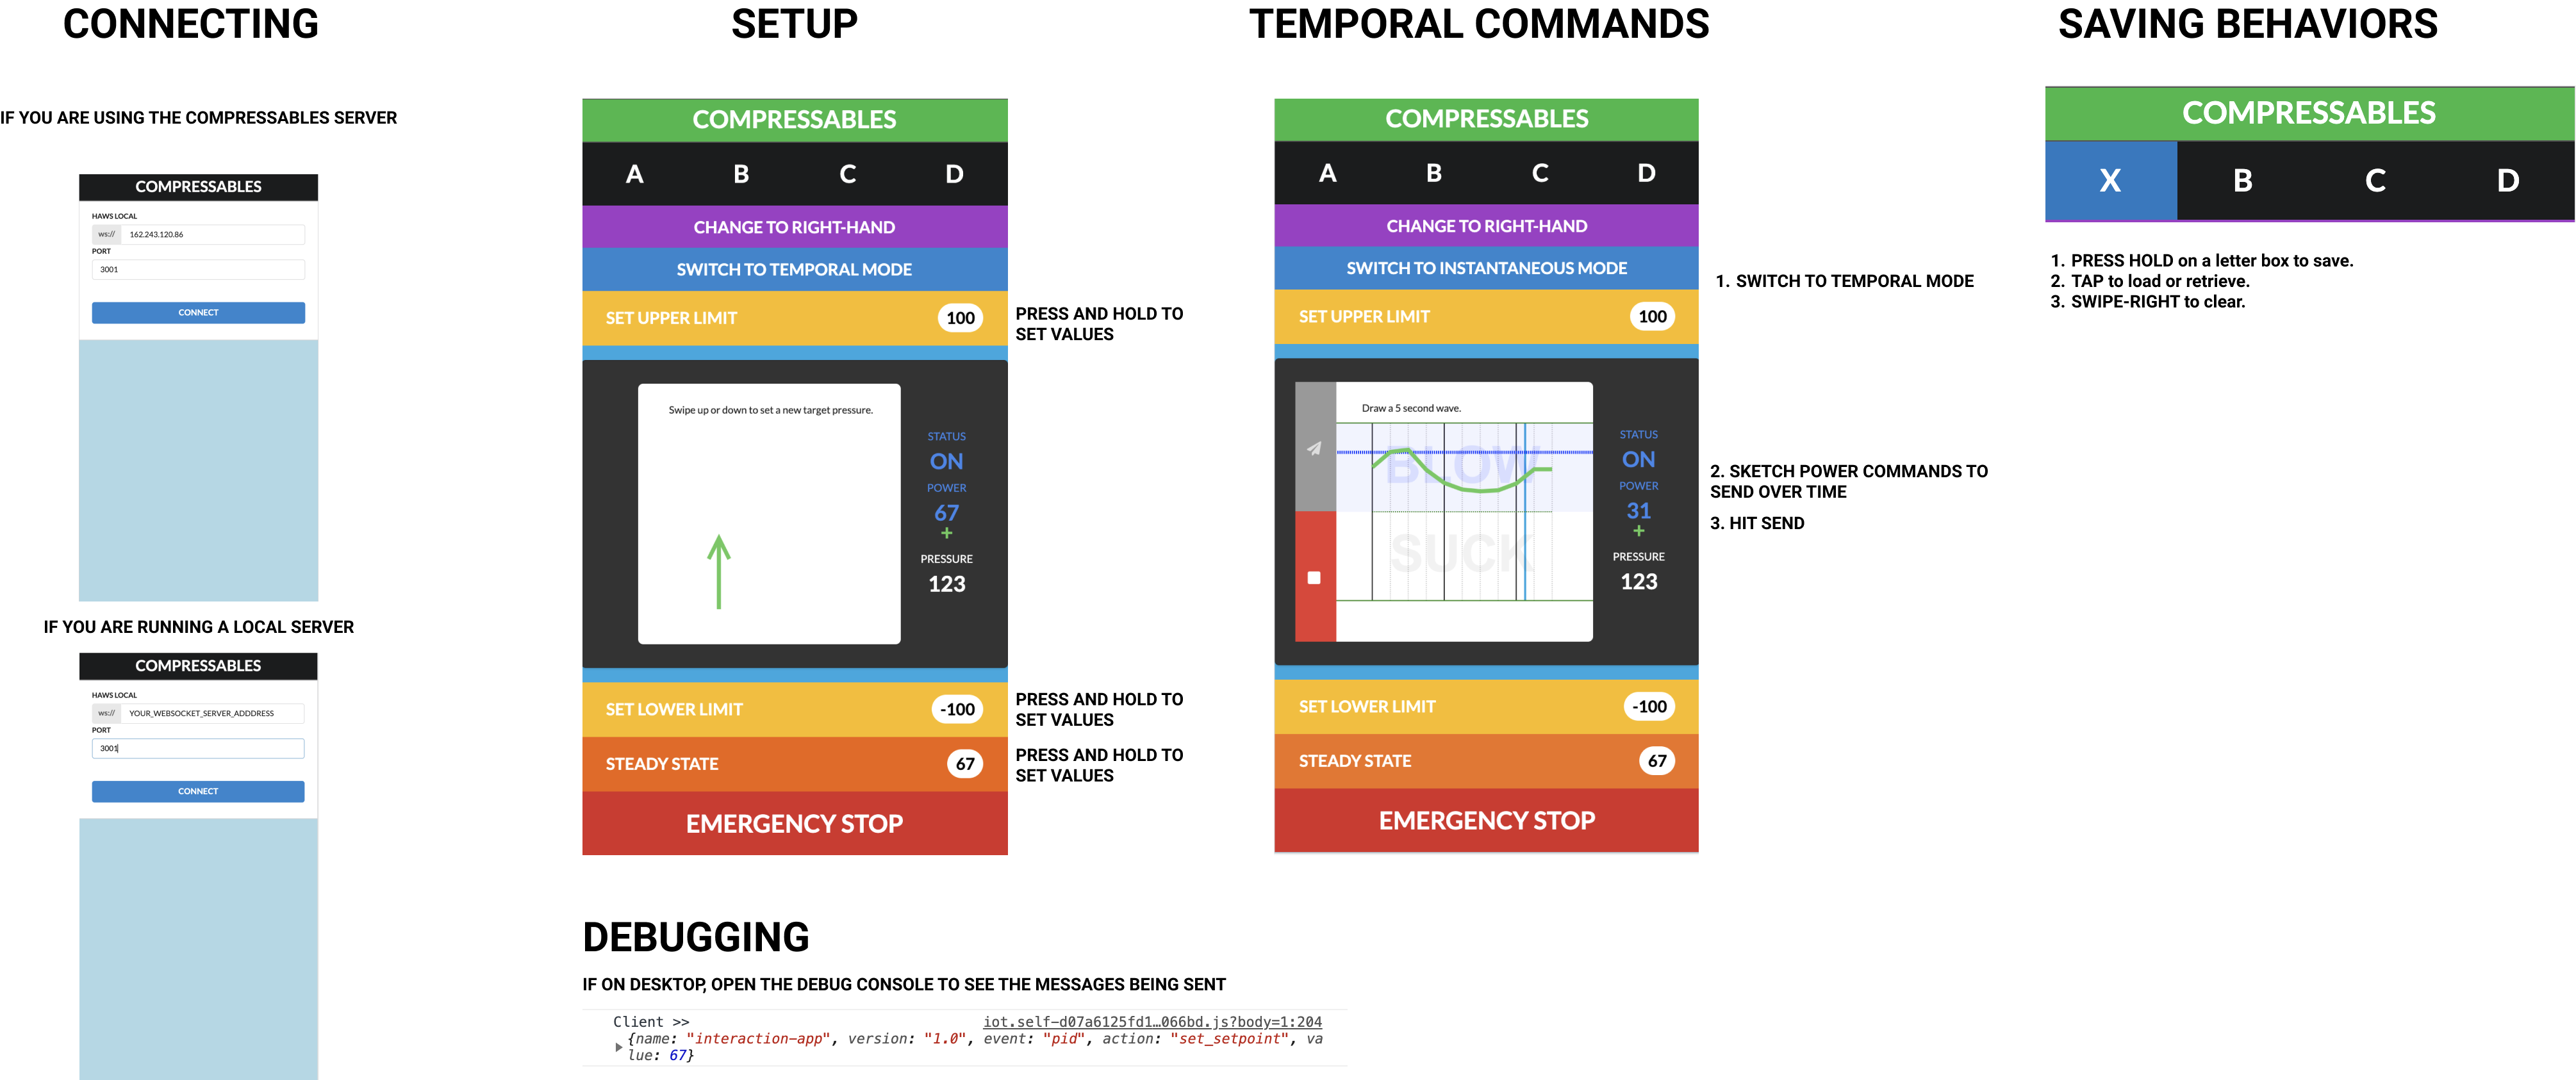 CONNECTING
IF YOU ARE USING THE COMPRESSABLES SERVER
COMPRESSABLES
HAWS LOCAL
ws:// 162.243.120.86
PORT
3001
CONNECT
IF YOU ARE RUNNING A LOCAL SERVER
COMPRESSABLES
HAWS LOCAL
ws:// YOUR_WEBSOCKET_SERVER_ADDDRESS
PORT
3001
CONNECT
SETUP
COMPRESSABLES
A B C D
CHANGE TO RIGHT-HAND
SWITCH TO TEMPORAL MODE
SET UPPER LIMIT 100
PRESS AND HOLD TO
SET VALUES
Swipe up or down to set a new target pressure.
STATUS
ON
POWER
67
+
PRESSURE
123
SET LOWER LIMIT -100
PRESS AND HOLD TO
SET VALUES
STEADY STATE 67
PRESS AND HOLD TO
SET VALUES
EMERGENCY STOP
DEBUGGING
IF ON DESKTOP, OPEN THE DEBUG CONSOLE TO SEE THE MESSAGES BEING SENT
Client >> iot.self-d07a6125fd1…066bd.js?body=1:204
{name: "interaction-app", version: "1.0", event: "pid", action: "set_setpoint", va
lue: 67}
TEMPORAL COMMANDS
COMPRESSABLES
A B C D
CHANGE TO RIGHT-HAND
SWITCH TO INSTANTANEOUS MODE
1. SWITCH TO TEMPORAL MODE
SET UPPER LIMIT 100
Draw a 5 second wave.
BLOW
SUCK
STATUS
ON
POWER
31
+
PRESSURE
123
2. SKETCH POWER COMMANDS TO
SEND OVER TIME
3. HIT SEND
SET LOWER LIMIT -100
STEADY STATE 67
EMERGENCY STOP
SAVING BEHAVIORS
COMPRESSABLES
X B C D
1. PRESS HOLD on a letter box to save.
2. TAP to load or retrieve.
3. SWIPE-RIGHT to clear.